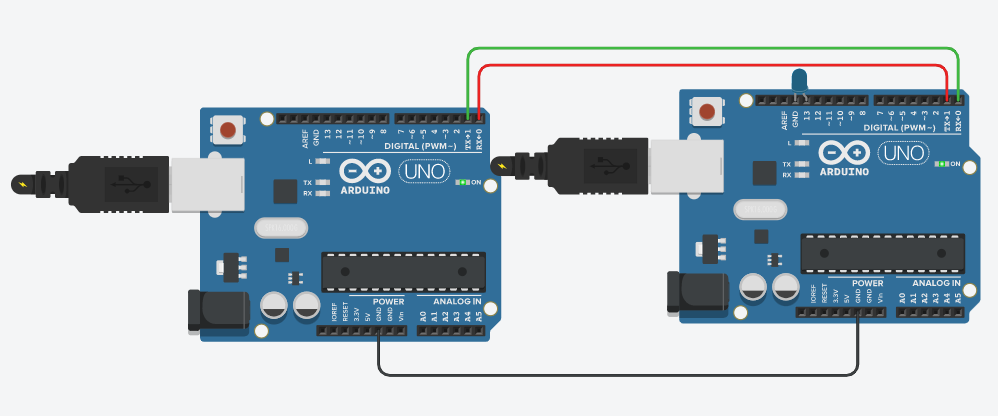 AREF
GND
13
12
~11
~10
~9
8
7
~6
~5
4
~3
2
TX→1
RX←0
DIGITAL (PWM~)
L
TX
RX
UNO
ARDUINO
ON
POWER
ANALOG IN
IOREF
RESET
3.3V
5V
GND
GND
Vin
A0
A1
A2
A3
A4
A5
AREF
GND
13
12
~11
~10
~9
8
7
~6
~5
4
~3
2
TX→1
RX←0
DIGITAL (PWM~)
L
TX
RX
UNO
ARDUINO
ON
POWER
ANALOG IN
IOREF
RESET
3.3V
5V
GND
GND
Vin
A0
A1
A2
A3
A4
A5